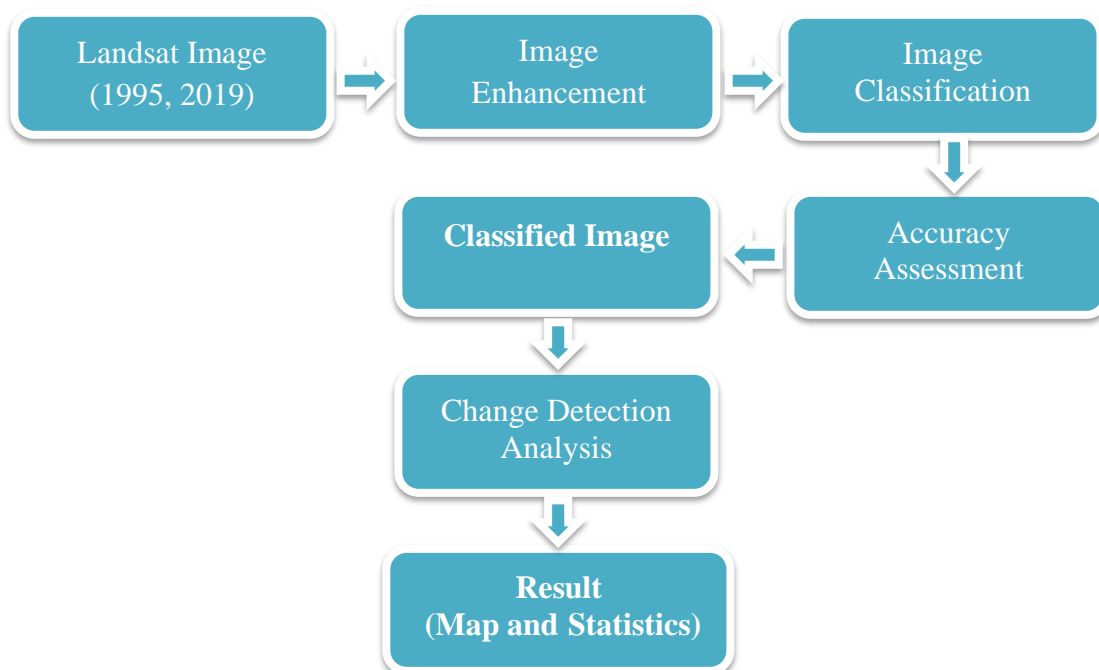 Landsat Image
(1995, 2019)
Image
Enhancement
Image
Classification
Accuracy
Assessment
Classified Image
Change Detection
Analysis
Result
(Map and Statistics)